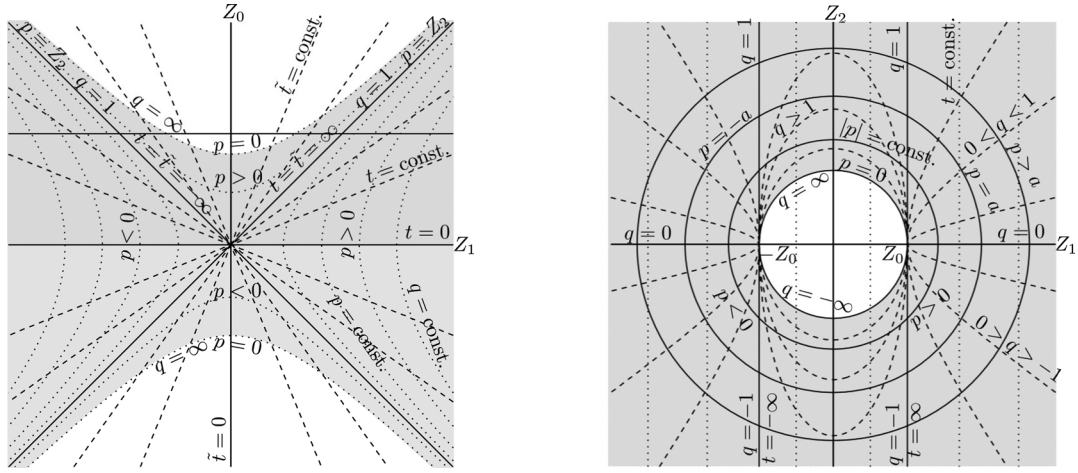 Z₀
p = Z₂
q = 1
q = ∞
t̃ = const.
q = 1
p = Z₂
p = 0
t = t̃ = ∞
p > 0
t = t̃ = ∞
t = const.
p < 0
p > 0
t = 0
Z₁
p < 0
q = const.
p = const.
q = ∞
p = 0
t̃ = 0
Z₂
q = 1
q = 1
t = const
p = −a
q > 1
|p| = const
0 < q < 1
p > a
p = 0
p = a
q = ∞
q = 0
−Z₀
Z₀
q = 0
Z₁
q = −∞
p < 0
p > 0
0 > q > −1
q = −1
t = −∞
q = −1
t = ∞